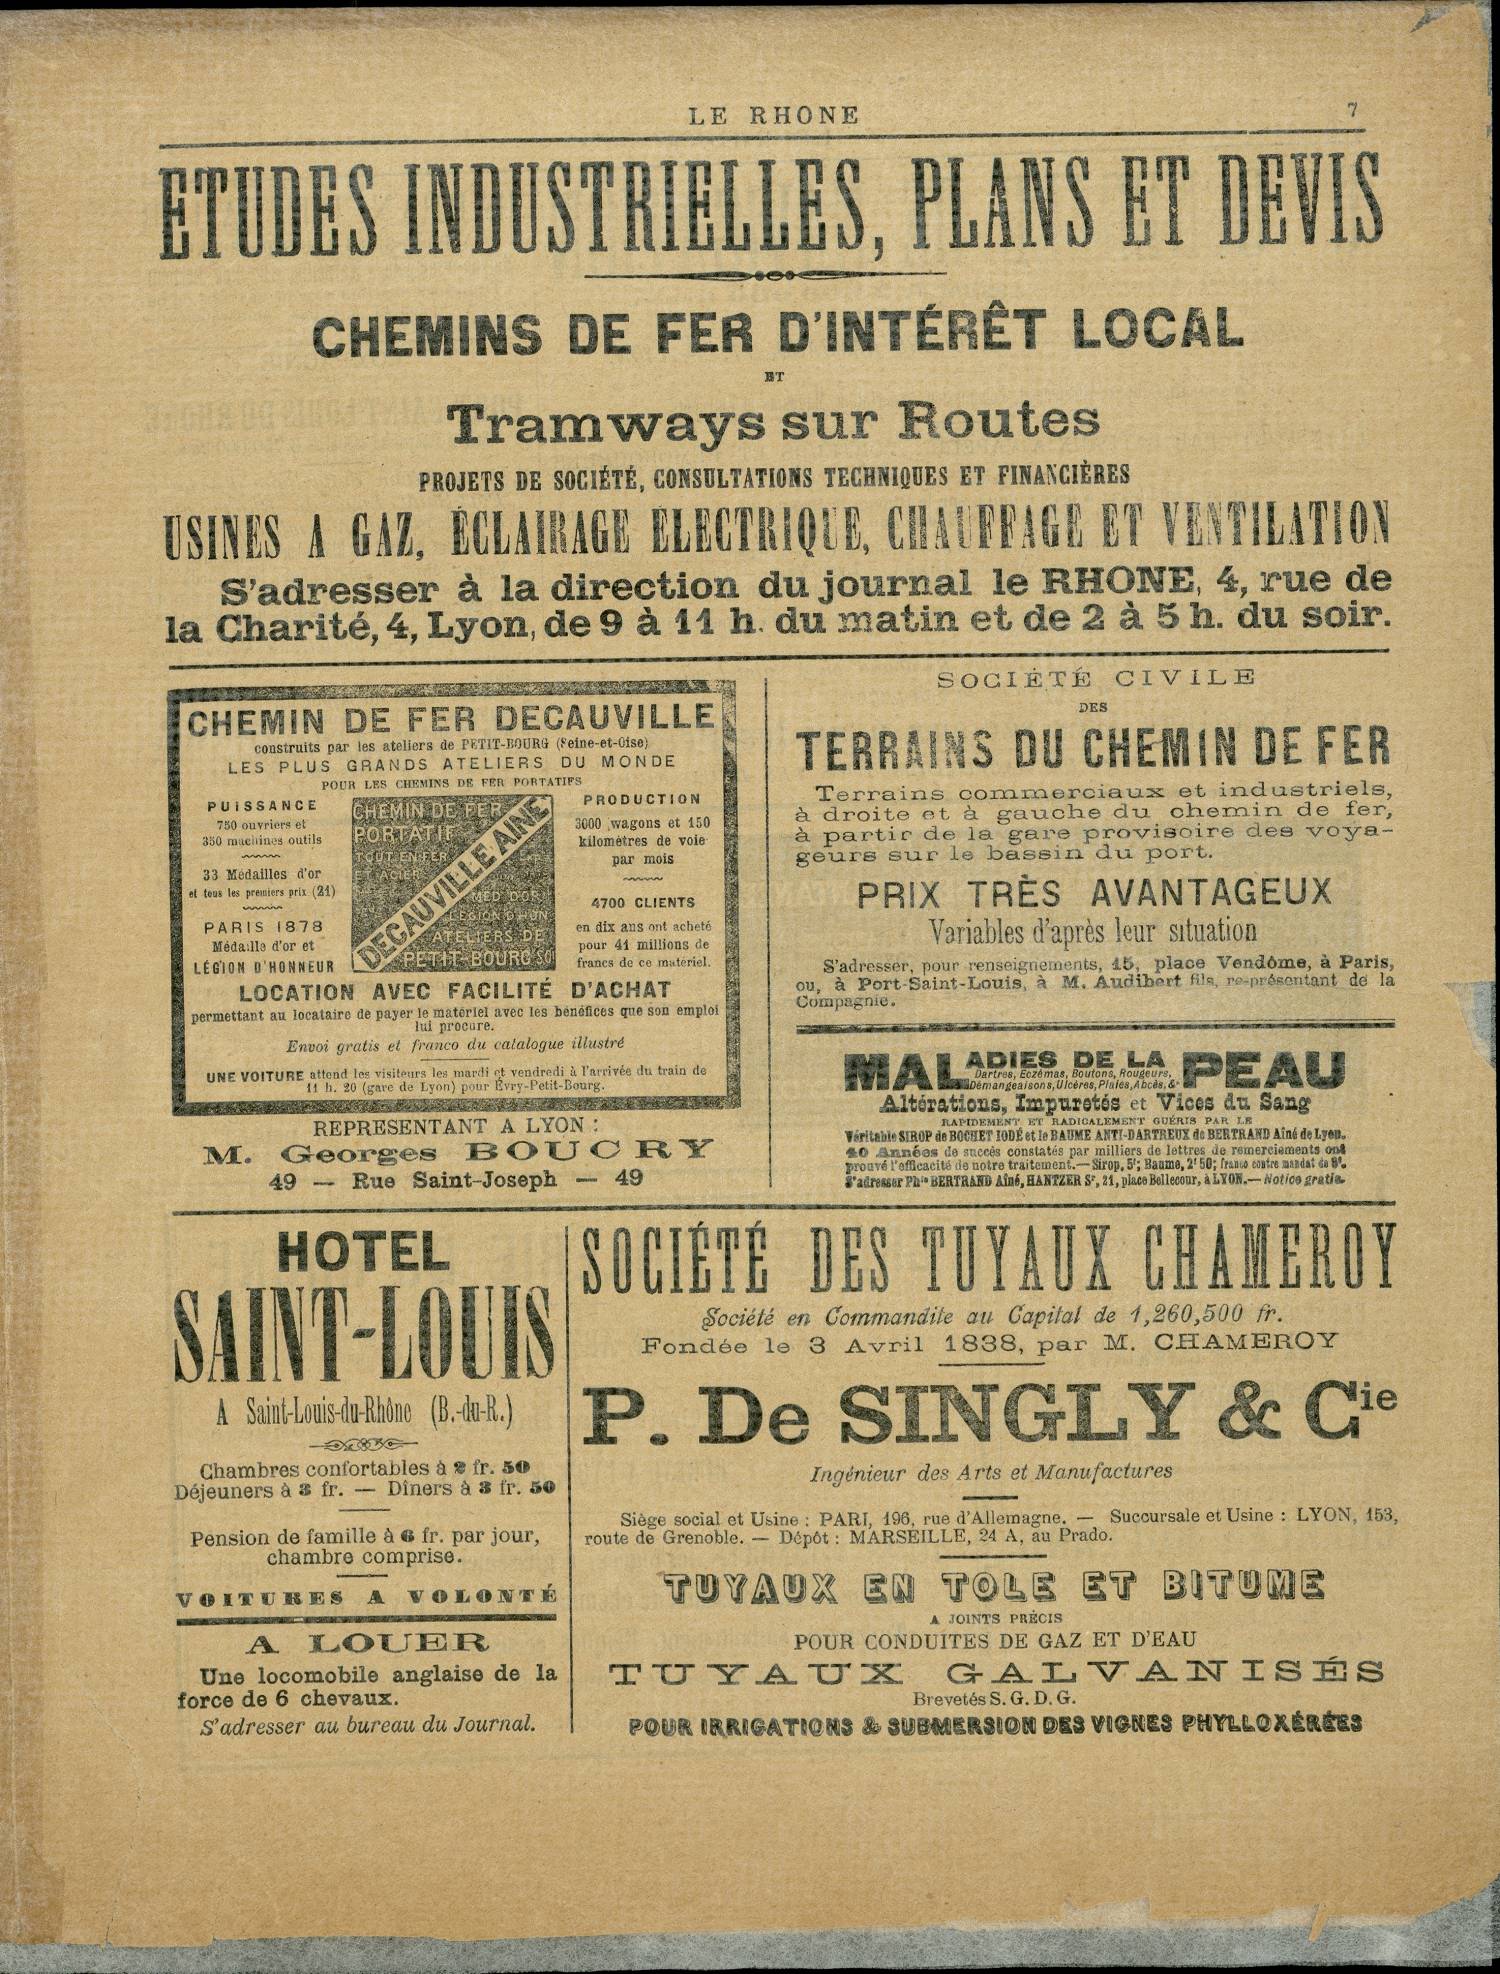 LE RHONE
7
ETUDES INDUSTRIELLES, PLANS ET DEVIS
CHEMINS DE FER D'INTÉRÊT LOCAL
ET
Tramways sur Routes
PROJETS DE SOCIÉTÉ, CONSULTATIONS TECHNIQUES ET FINANCIÈRES
USINES A GAZ, ÉCLAIRAGE ÉLECTRIQUE, CHAUFFAGE ET VENTILATION
S'adresser à la direction du journal le RHONE, 4, rue de
la Charité, 4, Lyon, de 9 à 11 h. du matin et de 2 à 5 h. du soir.
CHEMIN DE FER DECAUVILLE
construits par les ateliers de PETIT-BOURG (Seine-et-Oise)
LES PLUS GRANDS ATELIERS DU MONDE
POUR LES CHEMINS DE FER PORTATIFS
PUISSANCE
750 ouvriers et
350 machines outils
33 Médailles d'or
et tous les premiers prix (21)
PARIS 1878
Médaille d'or et
LÉGION D'HONNEUR
CHEMIN DE FER
PORTATIF
TOUT EN FER
ET ACIER
DECAUVILLE AINE
MED D'OR
LÉGION D'HON
ATELIERS DE
PETIT-BOURG SO
PRODUCTION
3000 wagons et 150
kilomètres de voie
par mois
4700 CLIENTS
en dix ans ont acheté
pour 41 millions de
francs de ce matériel.
LOCATION AVEC FACILITÉ D'ACHAT
permettant au locataire de payer le matériel avec les bénéfices que son emploi
lui procure.
Envoi gratis et franco du catalogue illustré
UNE VOITURE attend les visiteurs les mardi et vendredi à l'arrivée du train de
11 h. 20 (gare de Lyon) pour Évry-Petit-Bourg.
REPRESENTANT A LYON :
M. Georges BOUCRY
49 — Rue Saint-Joseph — 49
SOCIÉTÉ CIVILE
DES
TERRAINS DU CHEMIN DE FER
Terrains commerciaux et industriels,
à droite et à gauche du chemin de fer,
à partir de la gare provisoire des voya-
geurs sur le bassin du port.
PRIX TRÈS AVANTAGEUX
Variables d'après leur situation
S'adresser, pour renseignements, 15, place Vendôme, à Paris,
ou, à Port-Saint-Louis, à M. Audibert fils, re-présentant de la
Compagnie.
MALADIES DE LA PEAU
Dartres, Eczémas, Boutons, Rougeurs,
Démangeaisons, Ulcères, Plaies, Abcès, &ª
Altérations, Impuretés et Vices du Sang
RAPIDEMENT ET RADICALEMENT GUÉRIS PAR LE
Véritable SIROP de BOCHET IODÉ et le BAUME ANTI-DARTREUX de BERTRAND Aîné de Lyon.
40 Années de succès constatés par milliers de lettres de remerciements ont
prouvé l'efficacité de notre traitement.— Sirop, 5ᶠ; Baume, 2ᶠ50; franco contre mandat de 8ᶠ.
S'adresser Phⁱᵉ BERTRAND Aîné, HANTZER Sʳ, 21, place Bellecour, à LYON.— Notice gratis.
HOTEL
SAINT-LOUIS
A Saint-Louis-du-Rhône (B.-du-R.)
Chambres confortables à 2 fr. 50
Déjeuners à 3 fr. — Dîners à 3 fr. 50
Pension de famille à 6 fr. par jour,
chambre comprise.
VOITURES A VOLONTÉ
A LOUER
Une locomobile anglaise de la
force de 6 chevaux.
S'adresser au bureau du Journal.
SOCIÉTÉ DES TUYAUX CHAMEROY
Société en Commandite au Capital de 1,260,500 fr.
Fondée le 3 Avril 1838, par M. CHAMEROY
P. De SINGLY & Cie
Ingénieur des Arts et Manufactures
Siège social et Usine : PARI, 196, rue d'Allemagne. — Succursale et Usine : LYON, 153,
route de Grenoble. — Dépôt : MARSEILLE, 24 A, au Prado.
TUYAUX EN TOLE ET BITUME
A JOINTS PRÉCIS
POUR CONDUITES DE GAZ ET D'EAU
TUYAUX GALVANISÉS
Brevetés S. G. D. G.
POUR IRRIGATIONS & SUBMERSION DES VIGNES PHYLLOXÉRÉES